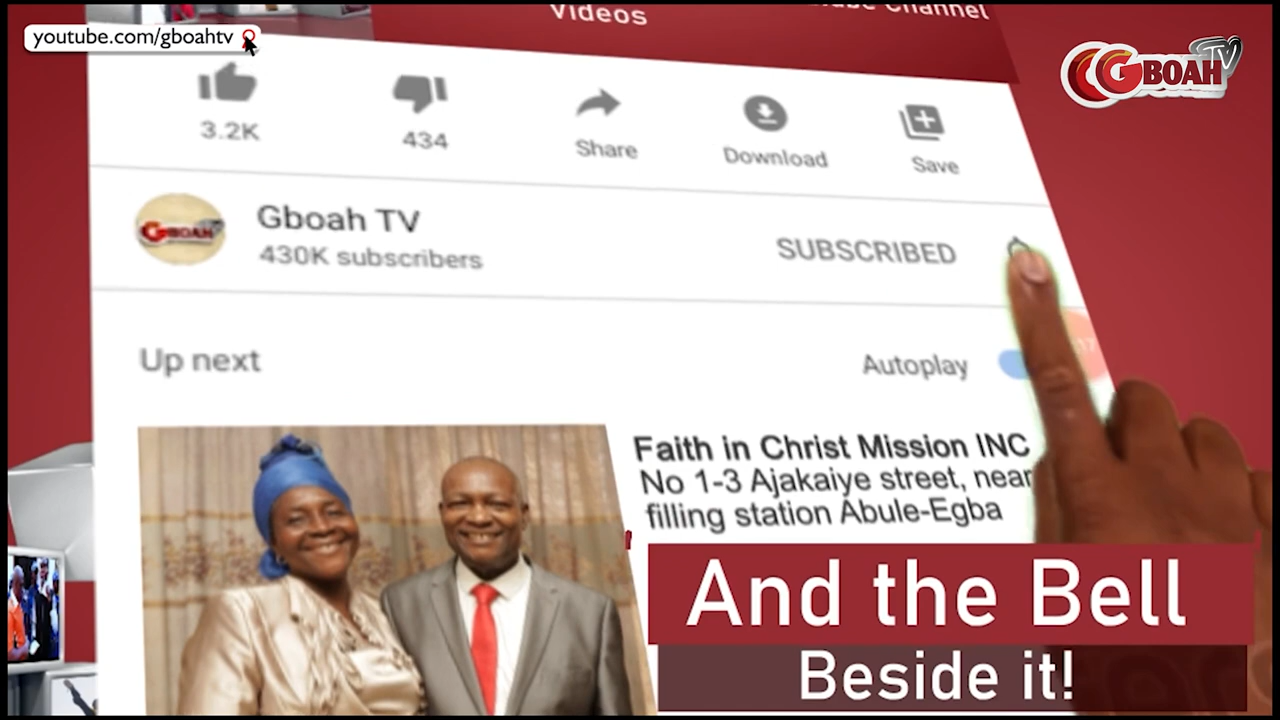 Videos
Channel
youtube.com/gboahtv
GBOAH TV
3.2K
434
Share
Download
Save
GBOAH
Gboah TV
430K subscribers
SUBSCRIBED
Up next
Autoplay
Faith in Christ Mission INC
No 1-3 Ajakaiye street, near
filling station Abule-Egba
And the Bell
Beside it!